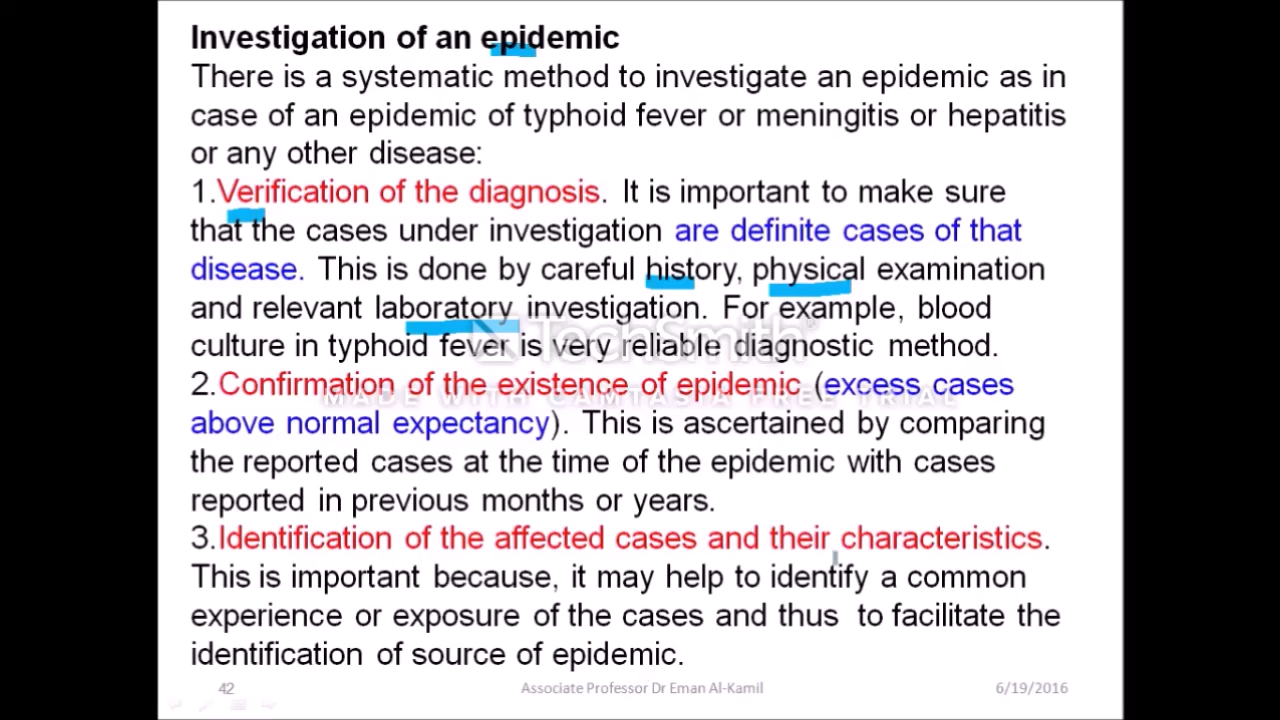 Investigation of an epidemic
There is a systematic method to investigate an epidemic as in
case of an epidemic of typhoid fever or meningitis or hepatitis
or any other disease:
1.Verification of the diagnosis. It is important to make sure
that the cases under investigation are definite cases of that
disease. This is done by careful history, physical examination
and relevant laboratory investigation. For example, blood
TechSmith
culture in typhoid fever is very reliable diagnostic method.
2.Confirmation of the existence of epidemic (excess cases
MADE WITH CAMTASIA FREE TRIAL
above normal expectancy). This is ascertained by comparing
the reported cases at the time of the epidemic with cases
reported in previous months or years.
3.Identification of the affected cases and their characteristics.
This is important because, it may help to identify a common
experience or exposure of the cases and thus to facilitate the
identification of source of epidemic.
42 Associate Professor Dr Eman Al-Kamil 6/19/2016